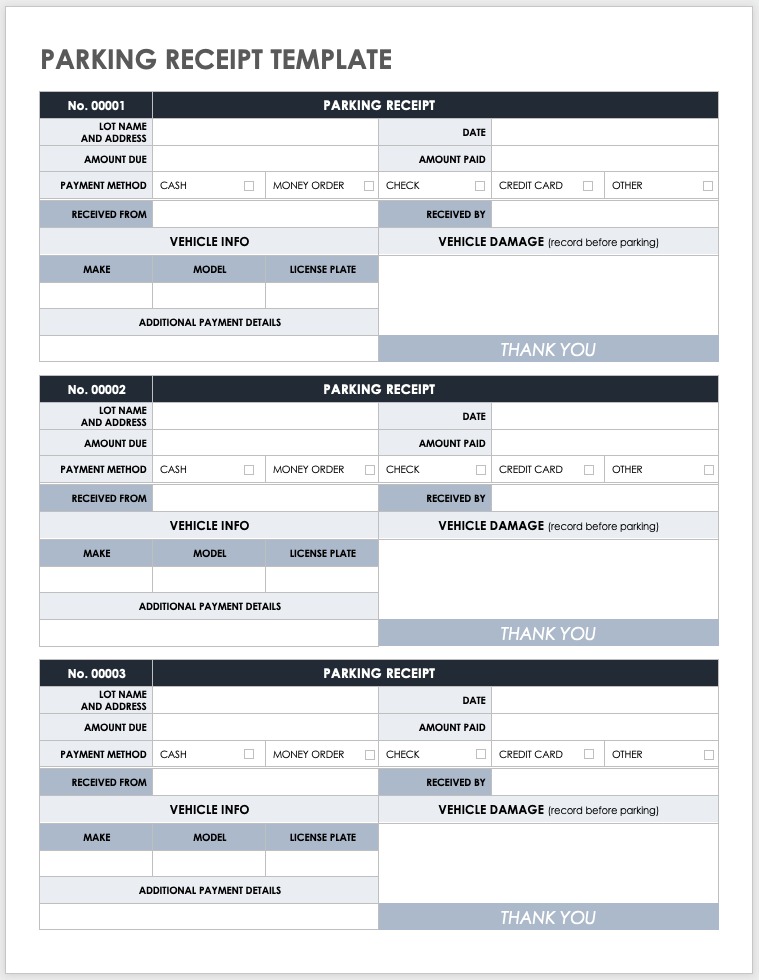 PARKING RECEIPT TEMPLATE
No. 00001 PARKING RECEIPT
LOT NAME
AND ADDRESS DATE
AMOUNT DUE AMOUNT PAID
PAYMENT METHOD CASH MONEY ORDER CHECK CREDIT CARD OTHER
RECEIVED FROM RECEIVED BY
VEHICLE INFO VEHICLE DAMAGE (record before parking)
MAKE MODEL LICENSE PLATE
ADDITIONAL PAYMENT DETAILS
THANK YOU
No. 00002 PARKING RECEIPT
LOT NAME
AND ADDRESS DATE
AMOUNT DUE AMOUNT PAID
PAYMENT METHOD CASH MONEY ORDER CHECK CREDIT CARD OTHER
RECEIVED FROM RECEIVED BY
VEHICLE INFO VEHICLE DAMAGE (record before parking)
MAKE MODEL LICENSE PLATE
ADDITIONAL PAYMENT DETAILS
THANK YOU
No. 00003 PARKING RECEIPT
LOT NAME
AND ADDRESS DATE
AMOUNT DUE AMOUNT PAID
PAYMENT METHOD CASH MONEY ORDER CHECK CREDIT CARD OTHER
RECEIVED FROM RECEIVED BY
VEHICLE INFO VEHICLE DAMAGE (record before parking)
MAKE MODEL LICENSE PLATE
ADDITIONAL PAYMENT DETAILS
THANK YOU